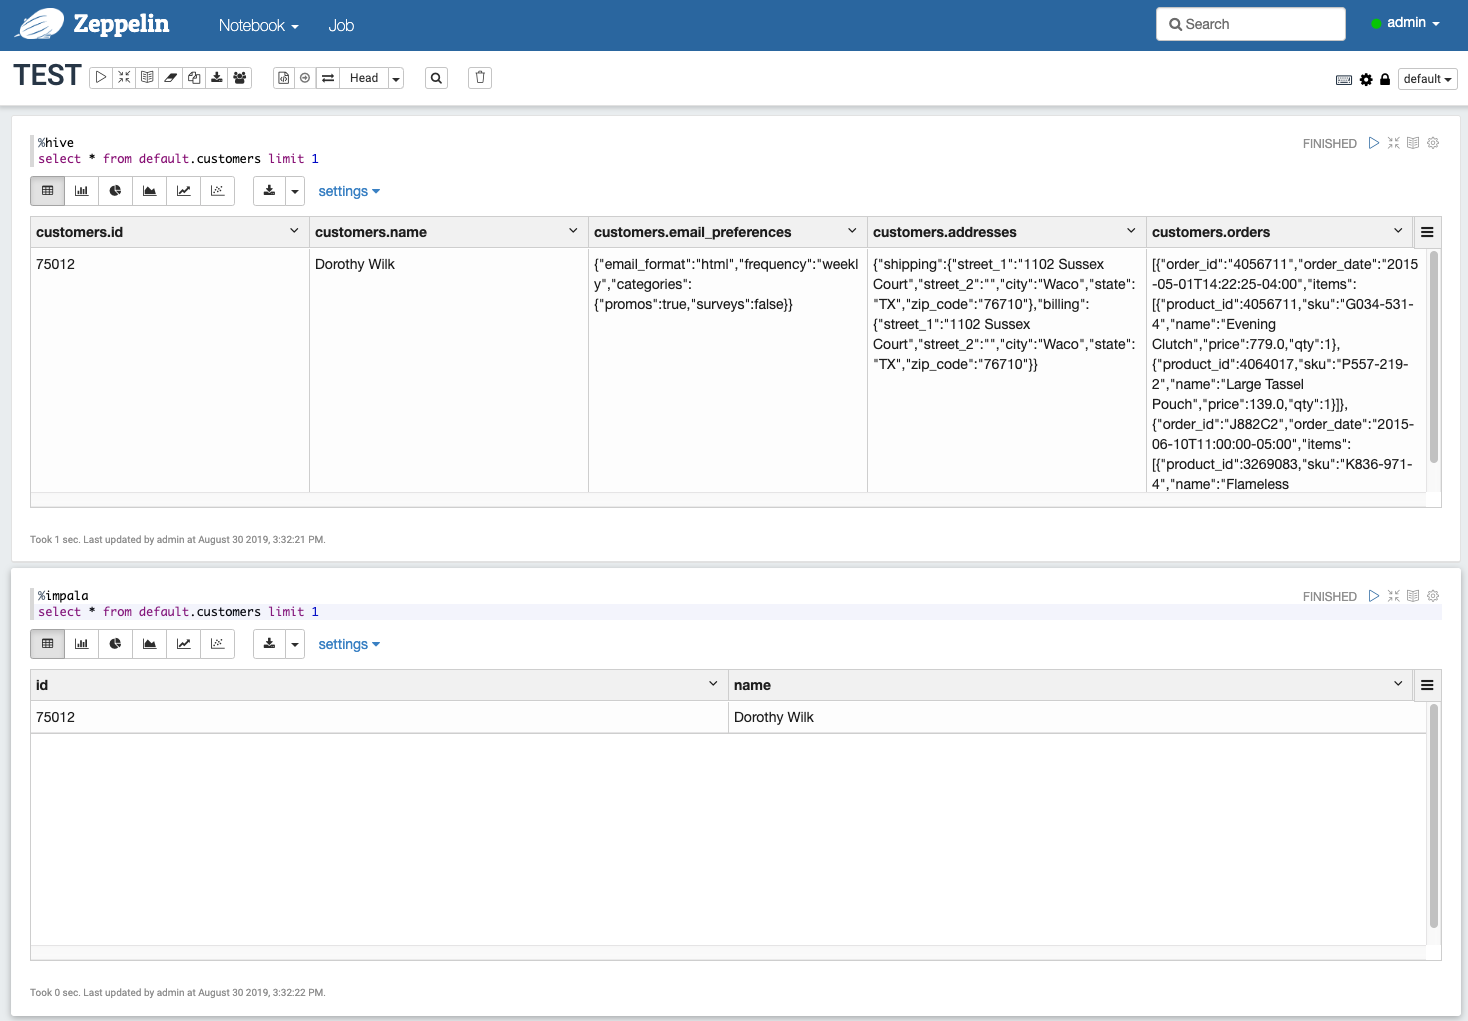 Zeppelin Notebook Job Search admin
TEST Head default
%hive FINISHED
select * from default.customers limit 1
settings
customers.id customers.name customers.email_preferences customers.addresses customers.orders
75012 Dorothy Wilk {"email_format":"html","frequency":"weekl {"shipping":{"street_1":"1102 Sussex [{"order_id":"4056711","order_date":"2015
y","categories": Court","street_2":"","city":"Waco","state": -05-01T14:22:25-04:00","items":
{"promos":true,"surveys":false}} "TX","zip_code":"76710"},"billing": [{"product_id":4056711,"sku":"G034-531-
{"street_1":"1102 Sussex 4","name":"Evening
Court","street_2":"","city":"Waco","state": Clutch","price":779.0,"qty":1},
"TX","zip_code":"76710"}} {"product_id":4064017,"sku":"P557-219-
2","name":"Large Tassel
Pouch","price":139.0,"qty":1}]},
{"order_id":"J882C2","order_date":"2015-
06-10T11:00:00-05:00","items":
[{"product_id":3269083,"sku":"K836-971-
4","name":"Flameless
Took 1 sec. Last updated by admin at August 30 2019, 3:32:21 PM.
%impala FINISHED
select * from default.customers limit 1
settings
id name
75012 Dorothy Wilk
Took 0 sec. Last updated by admin at August 30 2019, 3:32:22 PM.